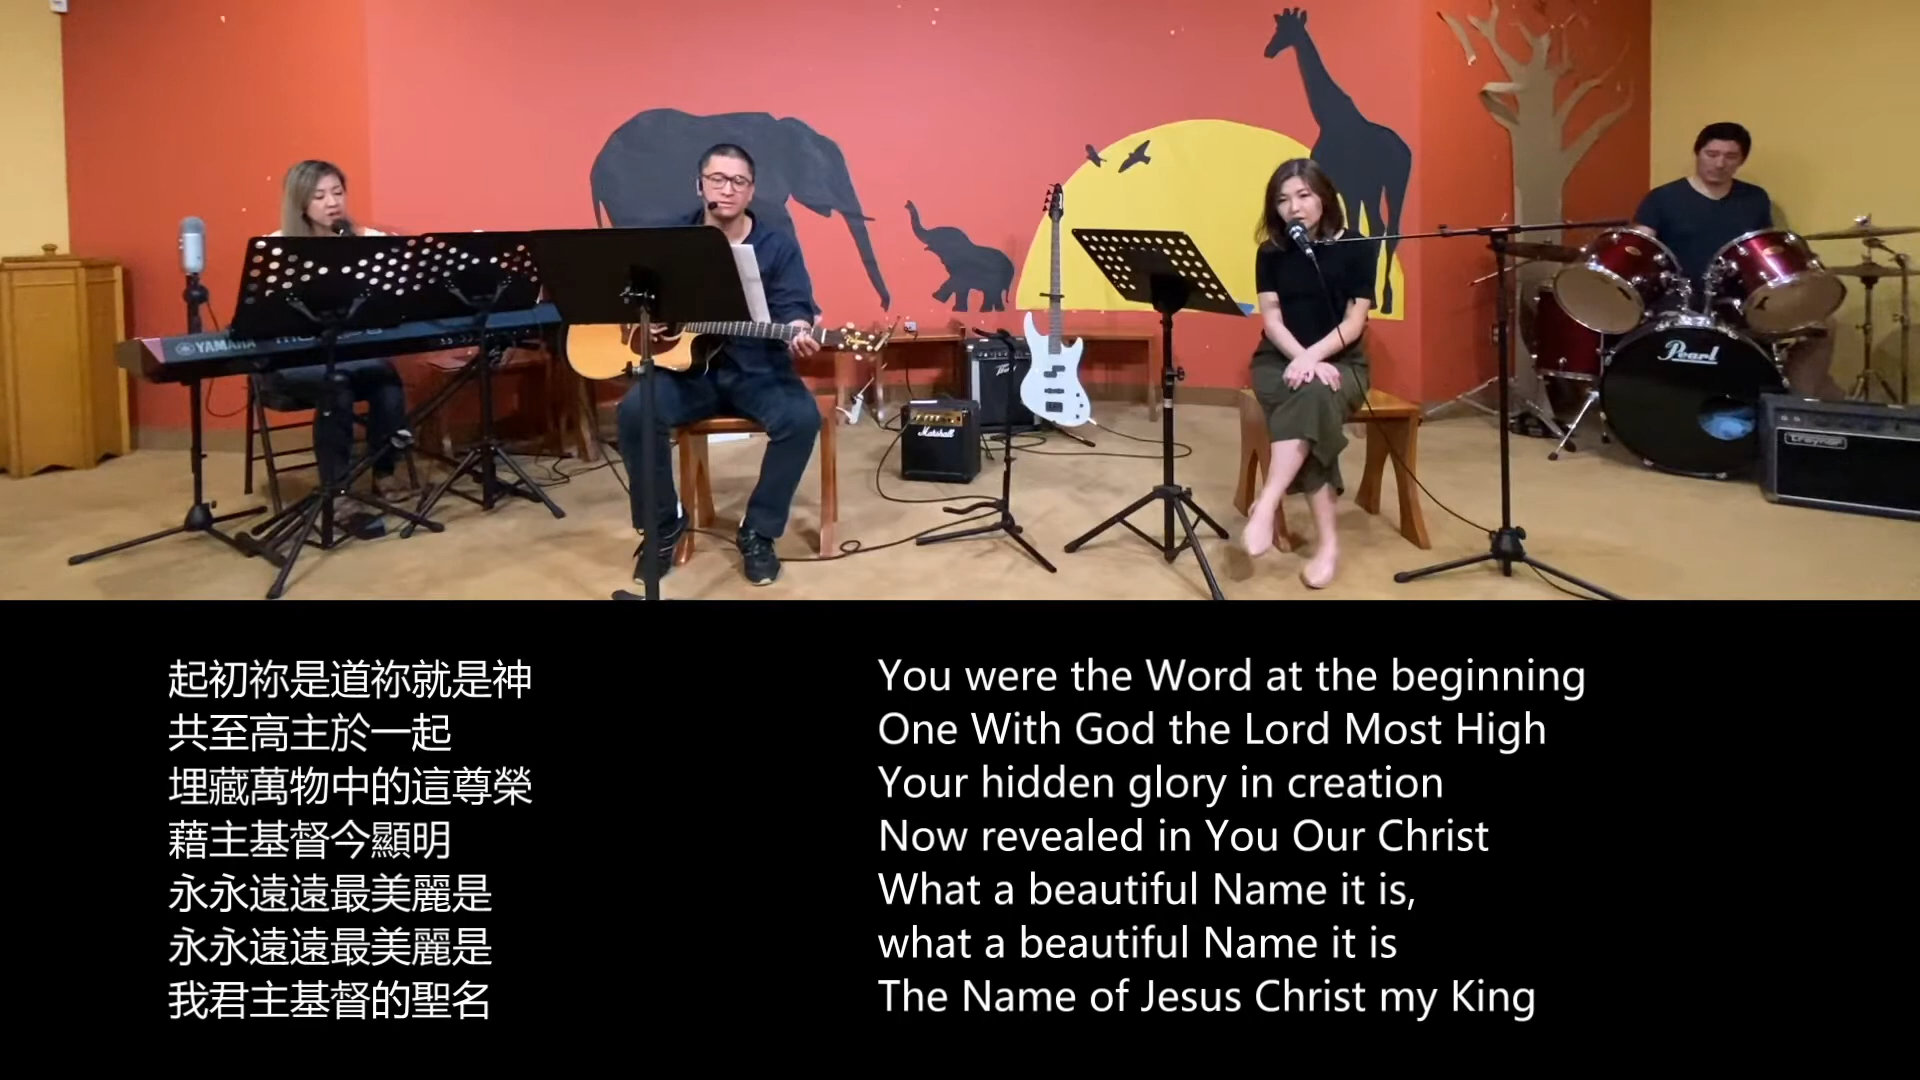 YAMAHA
Marshall
Peavey
Pearl
Traynor
起初祢是道祢就是神
共至高主於一起
埋藏萬物中的這尊榮
藉主基督今顯明
永永遠遠最美麗是
永永遠遠最美麗是
我君主基督的聖名
You were the Word at the beginning
One With God the Lord Most High
Your hidden glory in creation
Now revealed in You Our Christ
What a beautiful Name it is,
what a beautiful Name it is
The Name of Jesus Christ my King